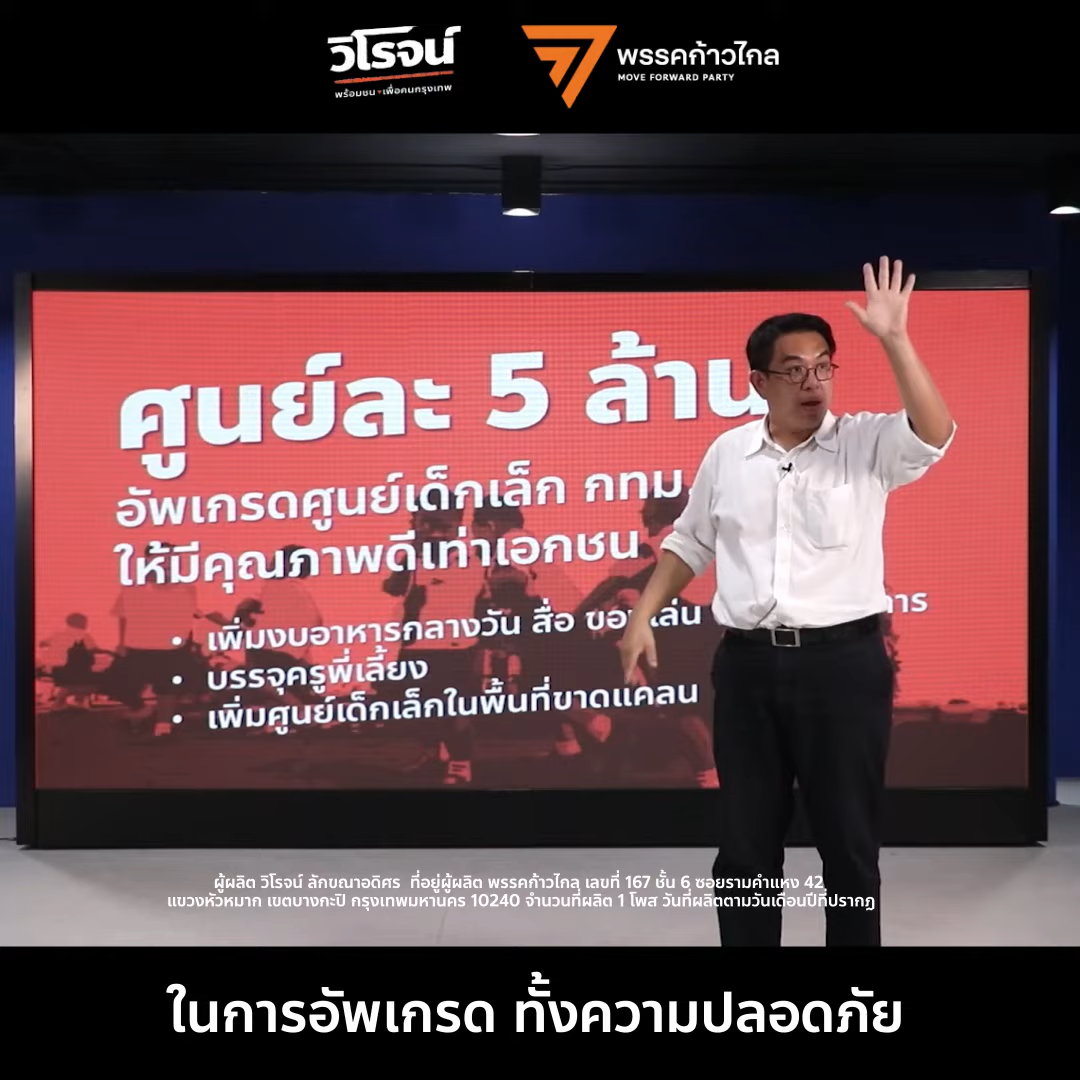 วิโรจน์
พร้อมชน เพื่อคนกรุงเทพ
พรรคก้าวไกล
MOVE FORWARD PARTY
ศูนย์ละ 5 ล้าน
อัพเกรดศูนย์เด็กเล็ก กทม.
ให้มีคุณภาพดีเท่าเอกชน
• เพิ่มงบอาหารกลางวัน สื่อ ของเล่น
• บรรจุครูพี่เลี้ยง
• เพิ่มศูนย์เด็กเล็กในพื้นที่ขาดแคลน
ผู้ผลิต วิโรจน์ ลักขณาอดิศร ที่อยู่ผู้ผลิต พรรคก้าวไกล เลขที่ 167 ชั้น 6 ซอยรามคำแหง 42
แขวงหัวหมาก เขตบางกะปิ กรุงเทพมหานคร 10240 จำนวนที่ผลิต 1 โพส วันที่ผลิตตามวันเดือนปีที่ปรากฏ
ในการอัพเกรด ทั้งความปลอดภัย